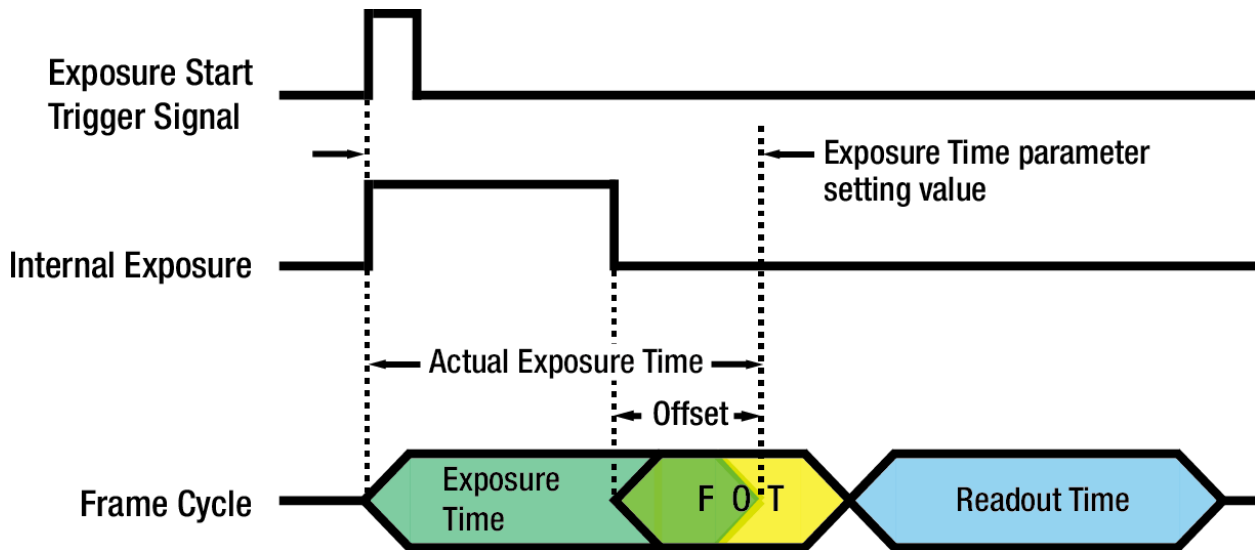 Exposure Start
Trigger Signal
Exposure Time parameter
setting value
Internal Exposure
Actual Exposure Time
Offset
Frame Cycle
Exposure
Time
F O T
Readout Time